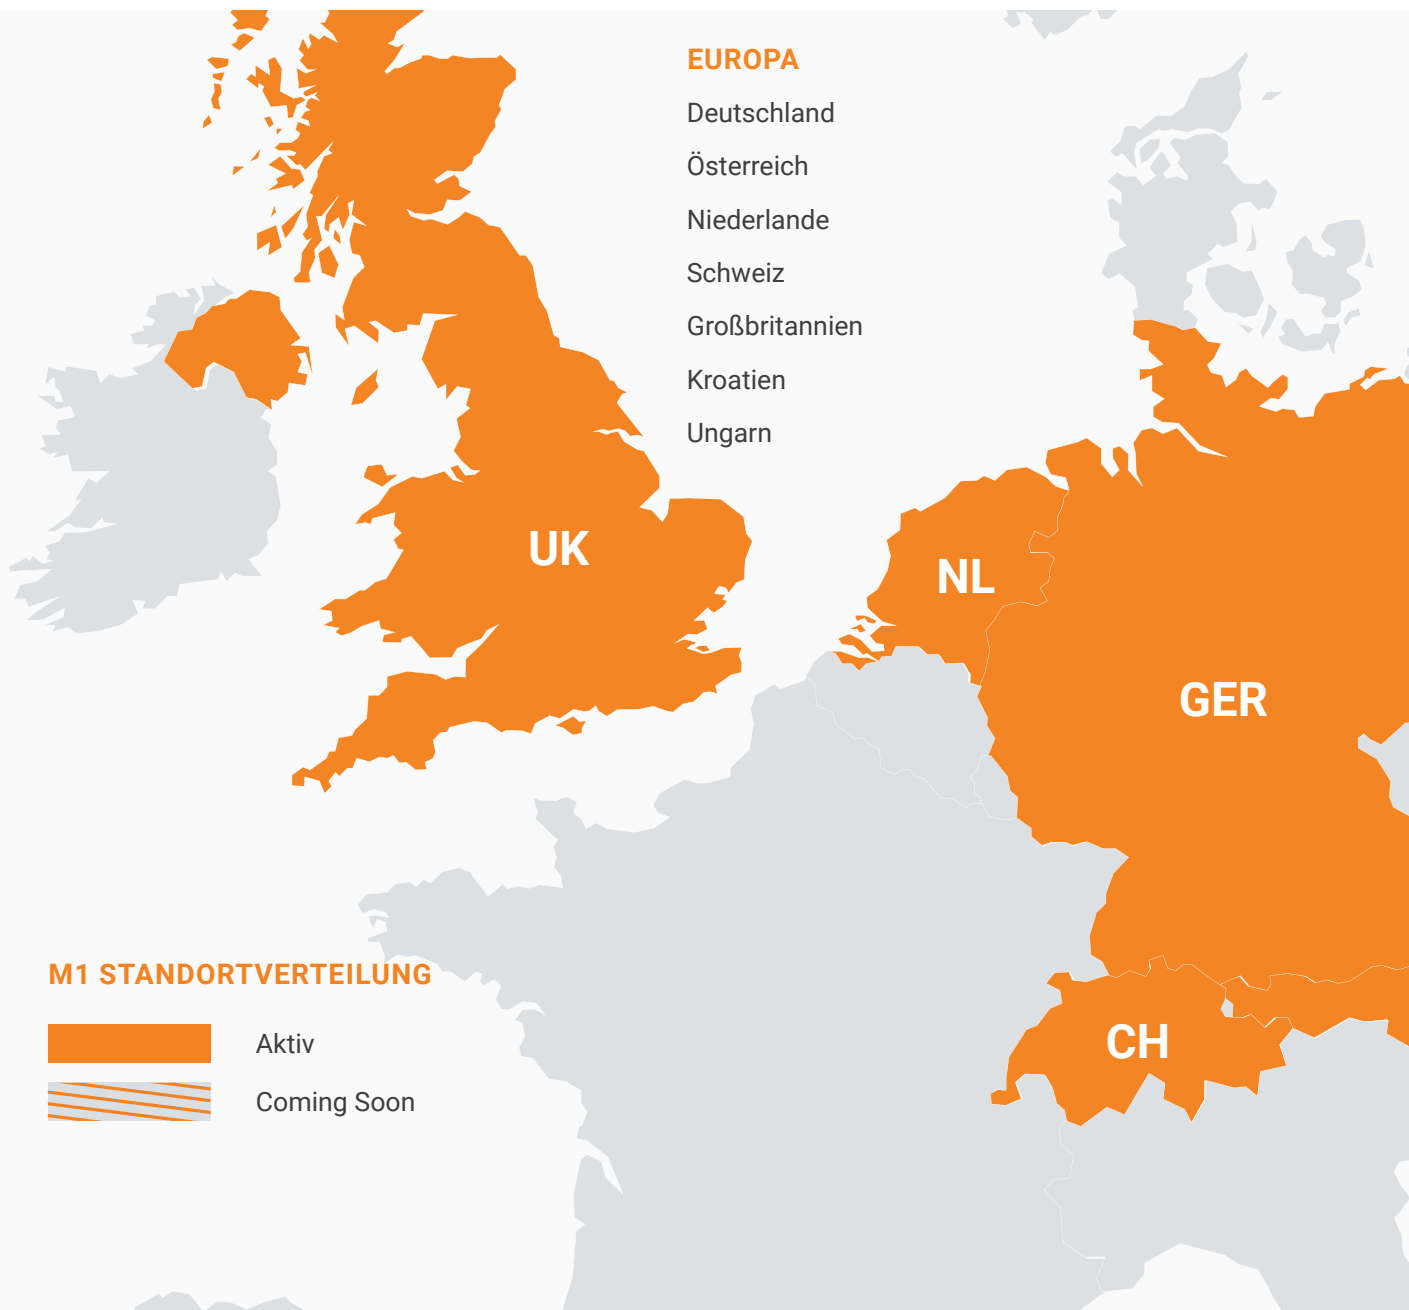 EUROPA
Deutschland
Österreich
Niederlande
Schweiz
Großbritannien
Kroatien
Ungarn
UK
NL
GER
CH
M1 STANDORTVERTEILUNG
Aktiv
Coming Soon